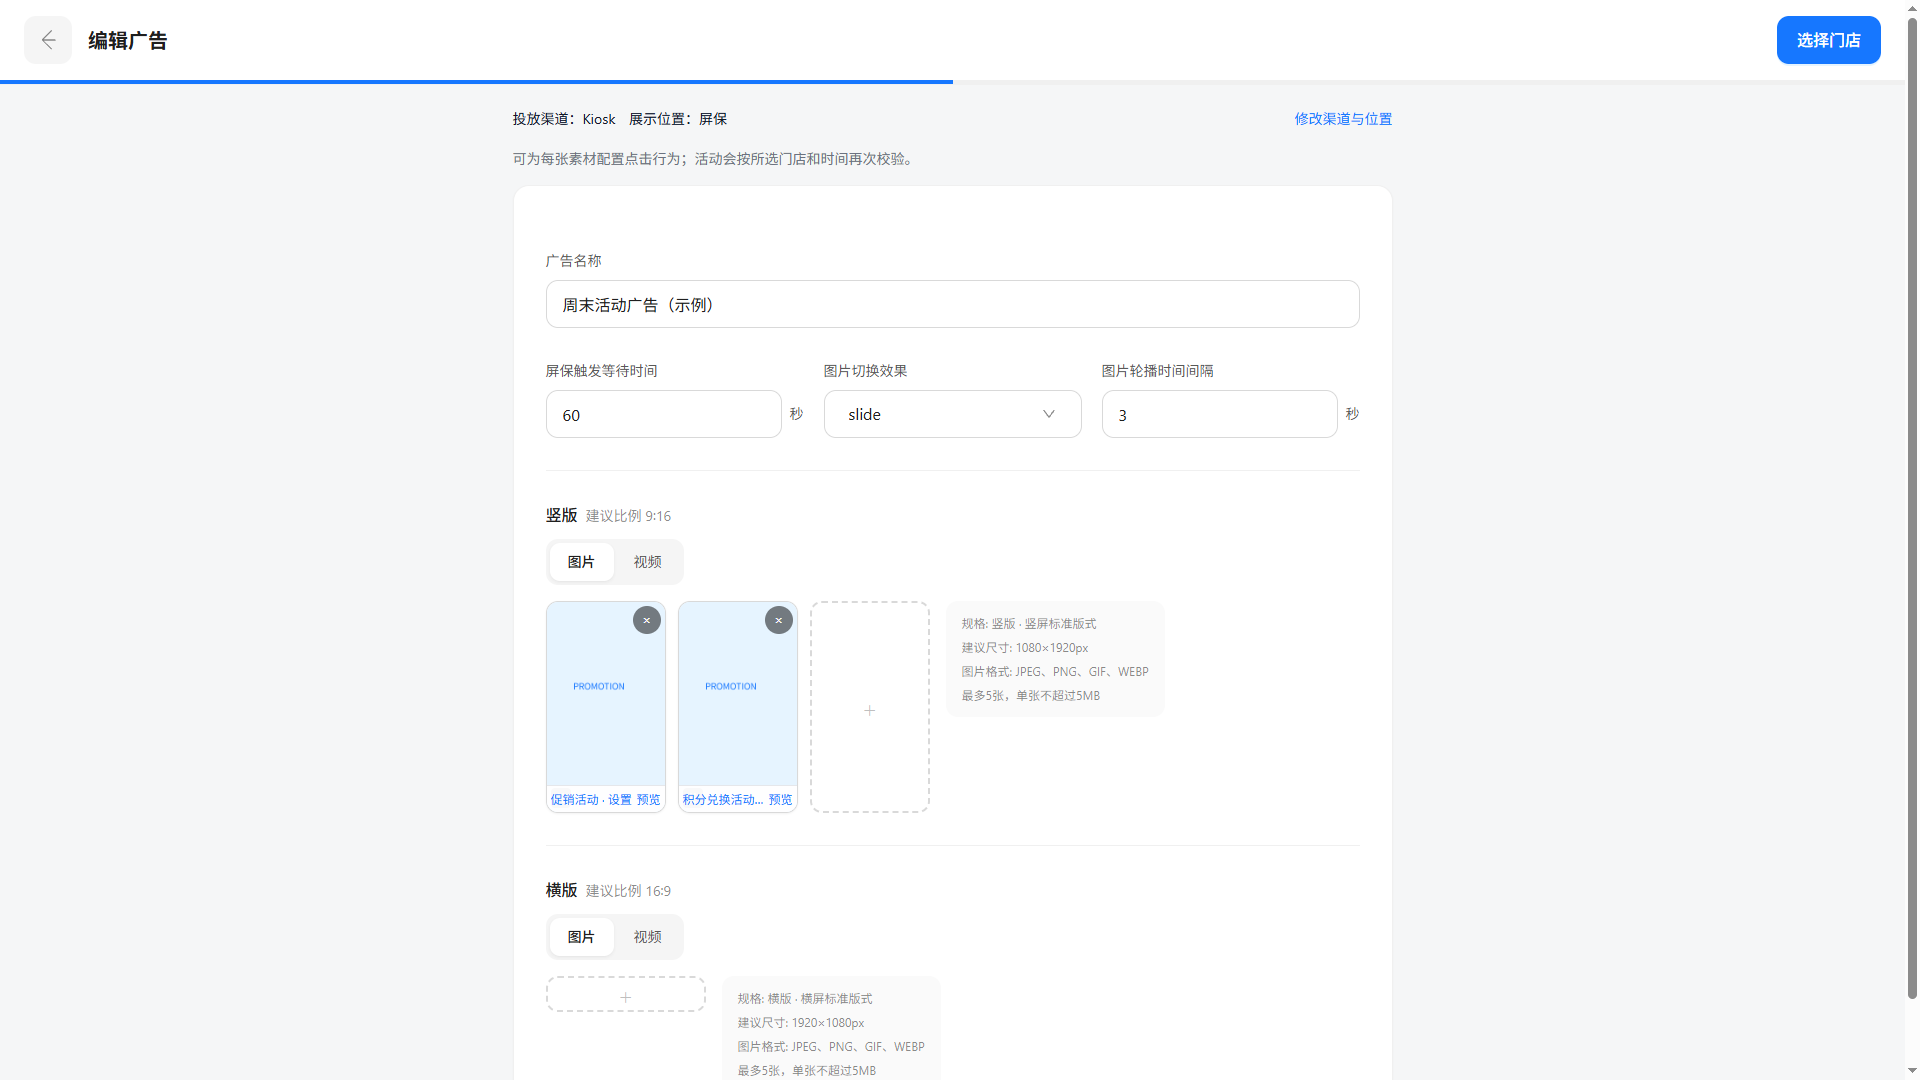 编辑广告
选择门店
投放渠道：Kiosk 展示位置：屏保
修改渠道与位置
可为每张素材配置点击行为；活动会按所选门店和时间再次校验。
广告名称
周末活动广告（示例）
屏保触发等待时间
图片切换效果
图片轮播时间间隔
60 秒
slide
3 秒
竖版 建议比例 9:16
图片 视频
PROMOTION
PROMOTION
促销活动 · 设置 预览
积分兑换活动... 预览
规格: 竖版 · 竖屏标准版式
建议尺寸: 1080×1920px
图片格式: JPEG、PNG、GIF、WEBP
最多5张，单张不超过5MB
横版 建议比例 16:9
图片 视频
规格: 横版 · 横屏标准版式
建议尺寸: 1920×1080px
图片格式: JPEG、PNG、GIF、WEBP
最多5张，单张不超过5MB